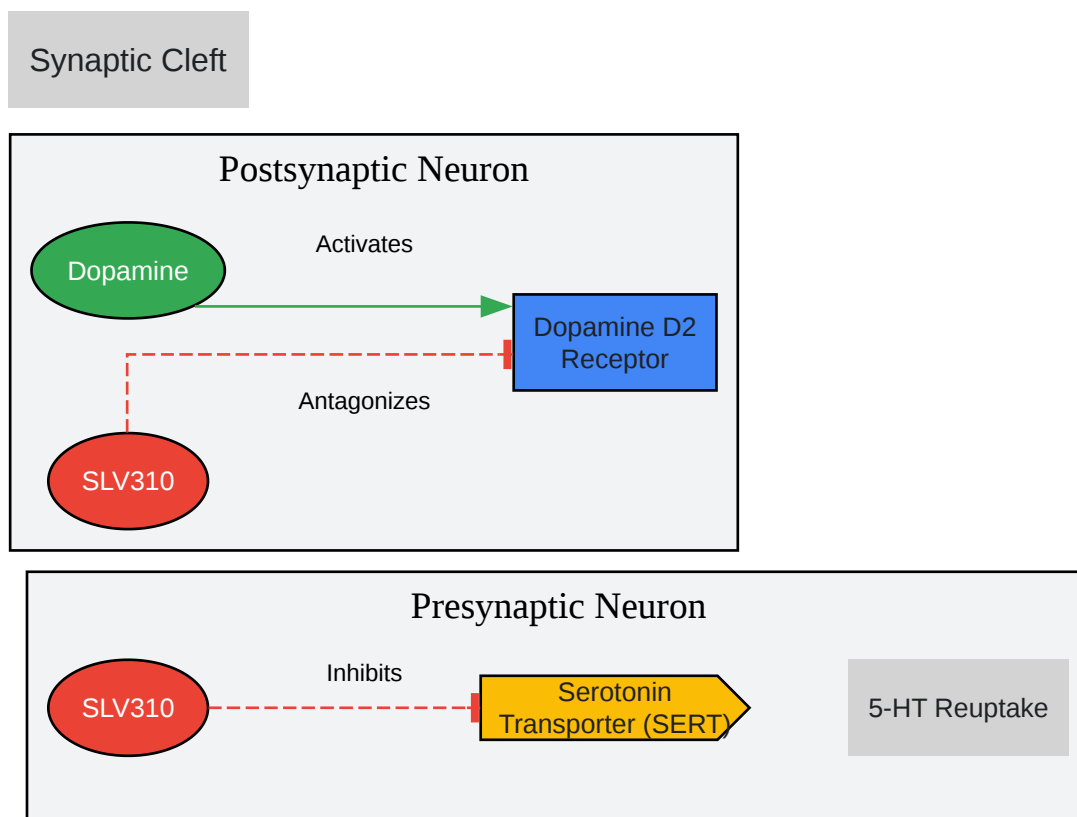 Synaptic Cleft
Postsynaptic Neuron
Activates
Dopamine
Dopamine D2
Receptor
Antagonizes
SLV310
Presynaptic Neuron
Inhibits
SLV310
Serotonin
Transporter (SERT)
5-HT Reuptake